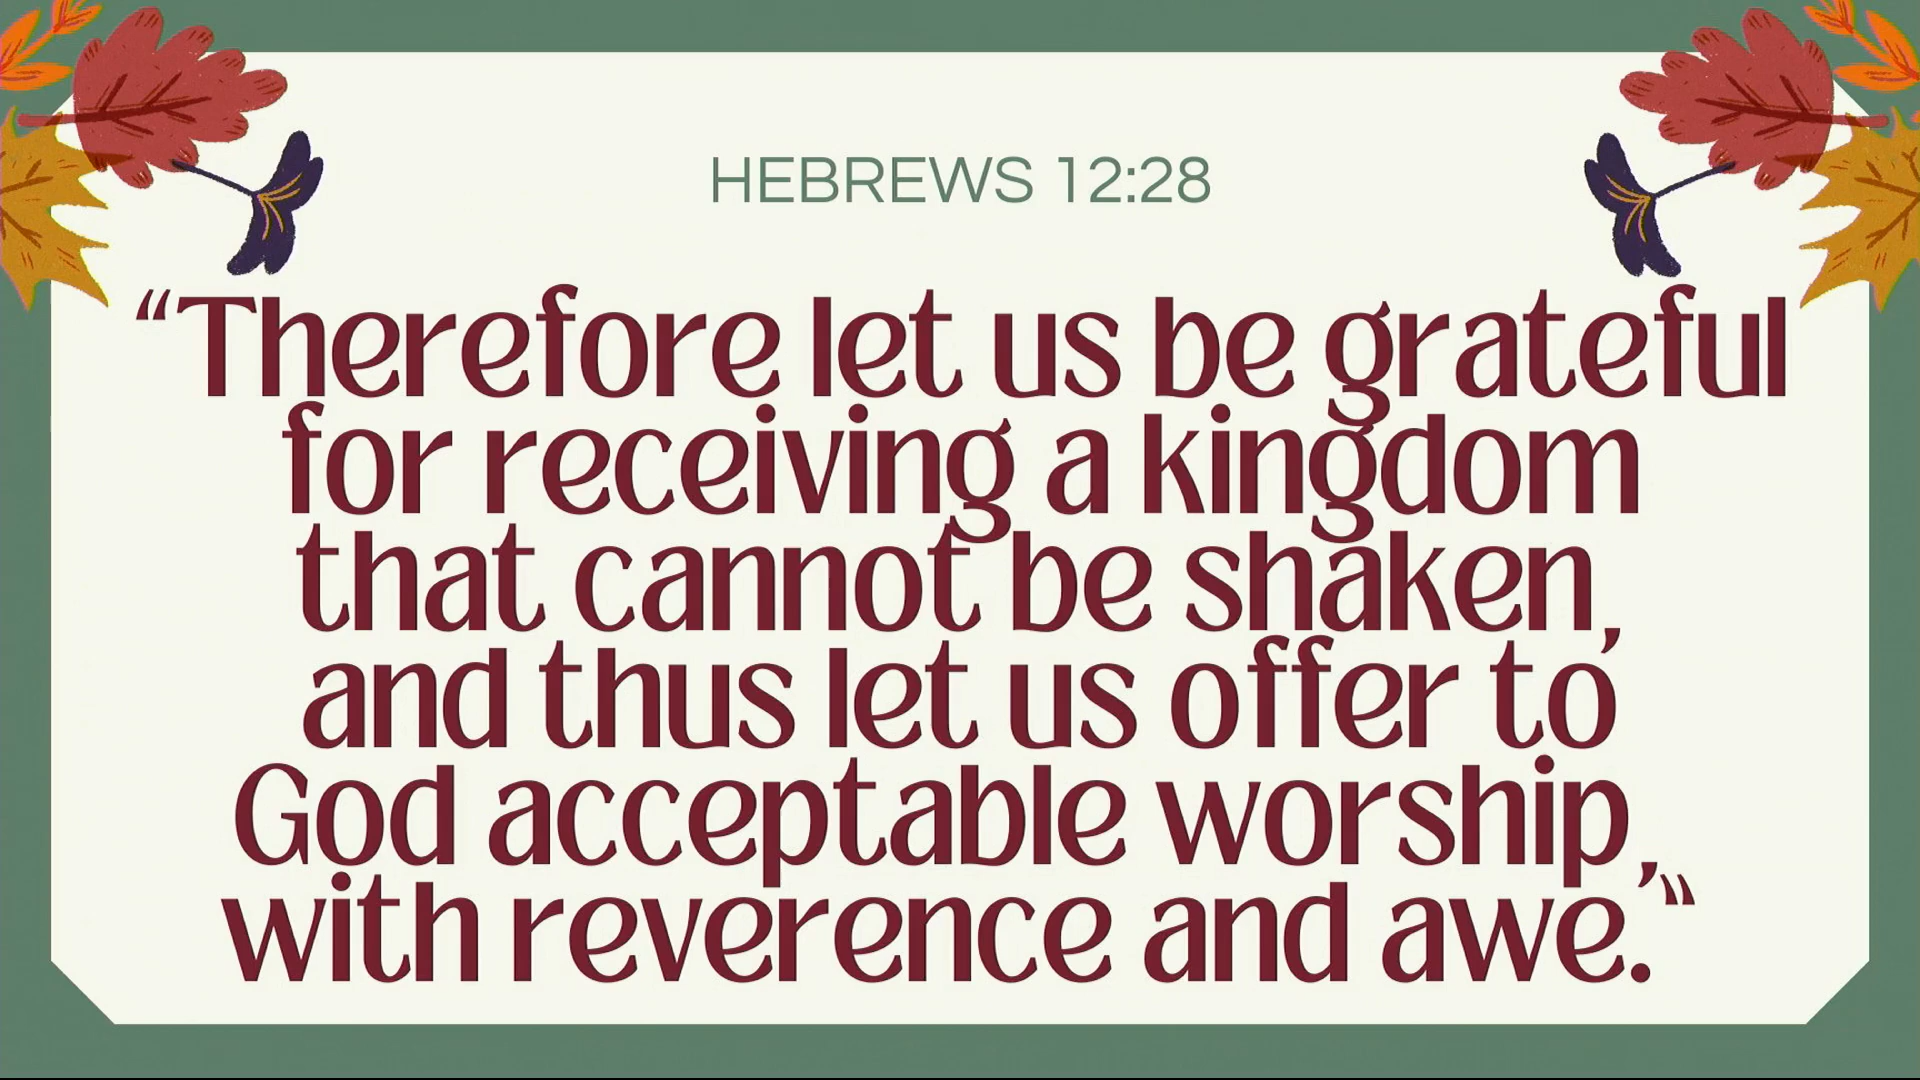 HEBREWS 12:28
“Therefore let us be grateful
for receiving a kingdom
that cannot be shaken,
and thus let us offer to
God acceptable worship,
with reverence and awe.“